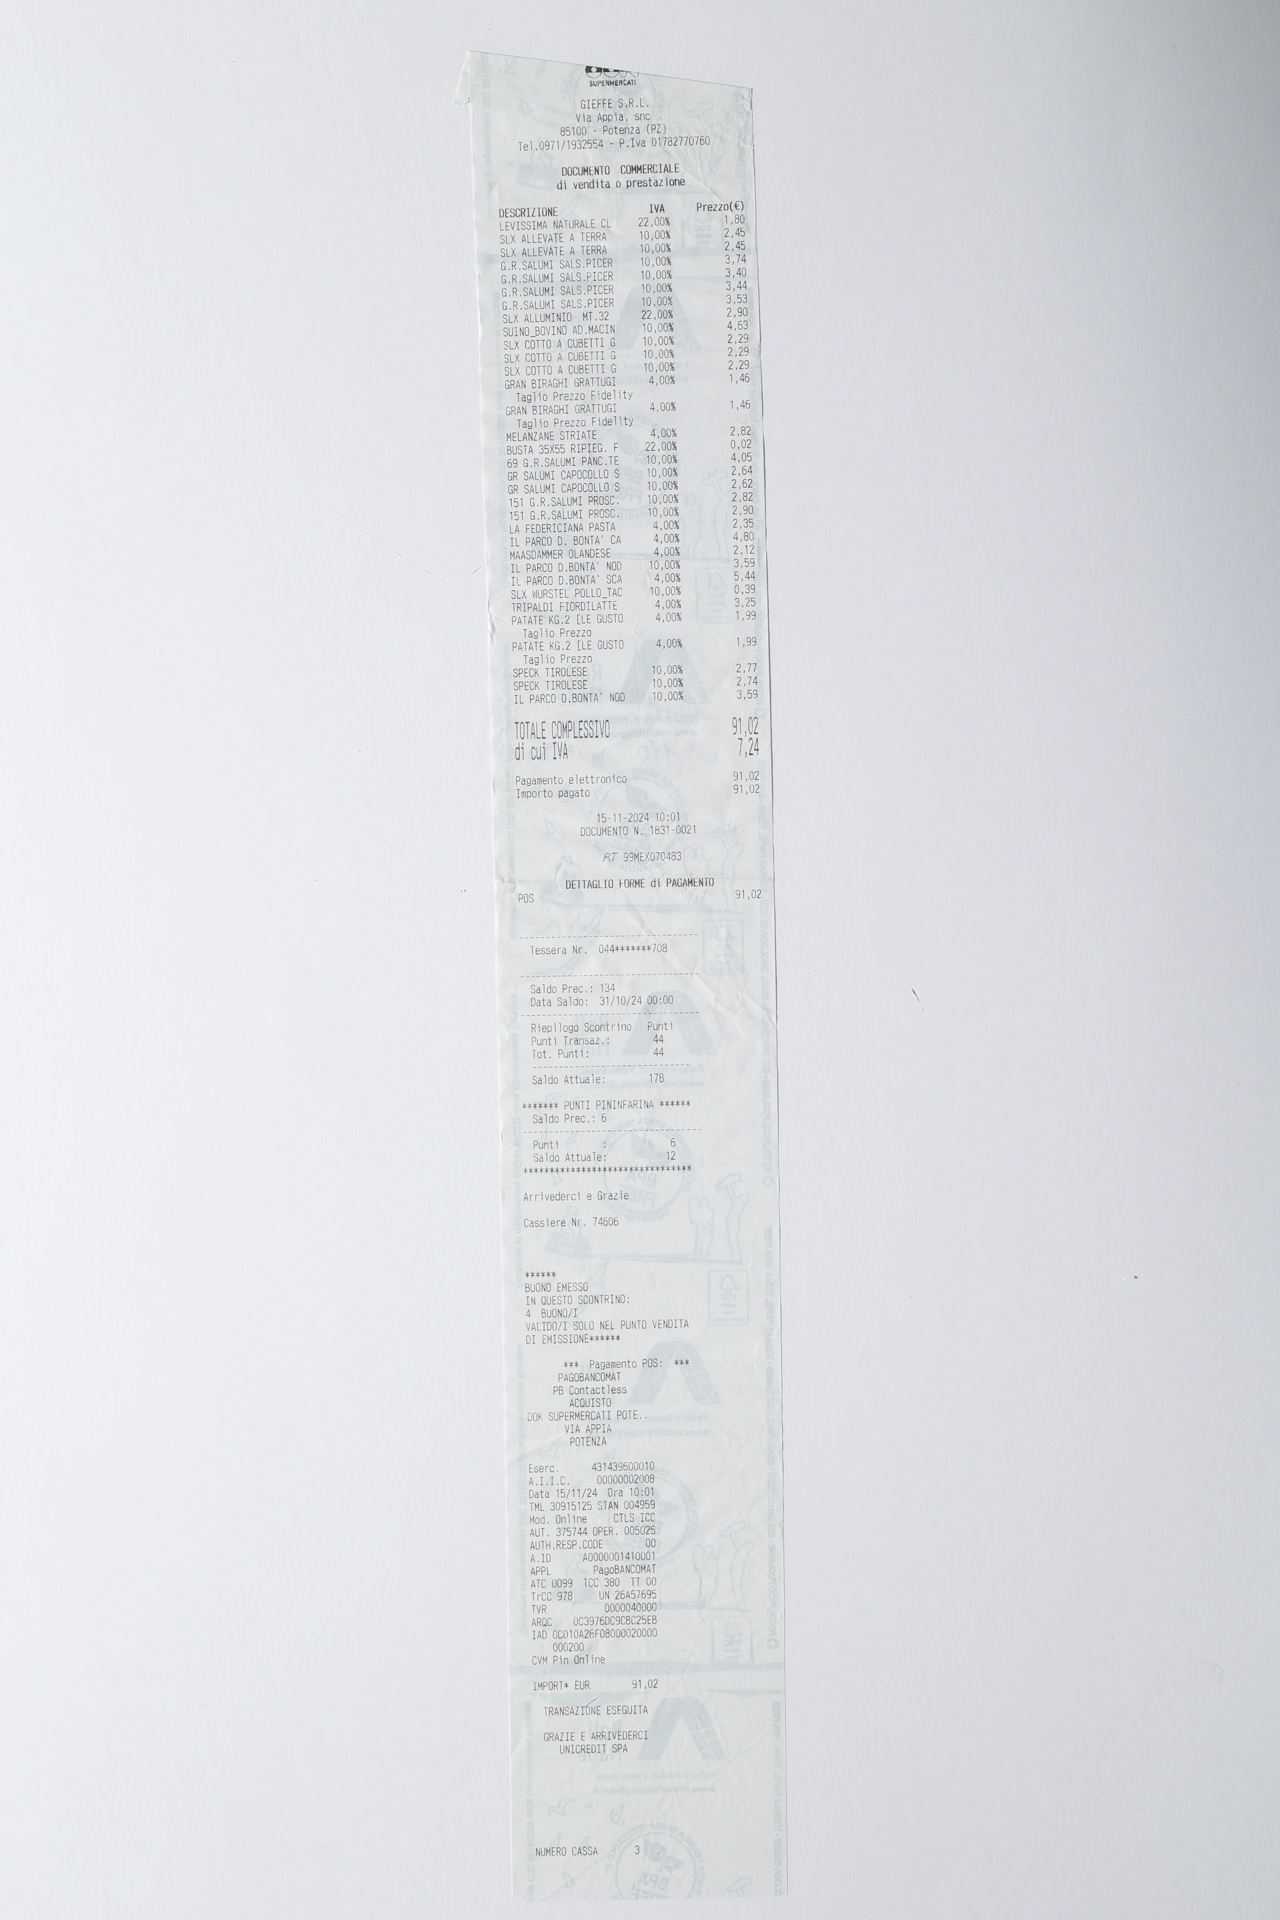 SUPERMERCATI
GIEFFE S.R.L.
Via Appia, snc
85100 - Potenza (PZ)
Tel.0971/1932554 - P.Iva 01782770760
DOCUMENTO COMMERCIALE
di vendita o prestazione
DESCRIZIONE IVA Prezzo(€)
LEVISSIMA NATURALE CL 22,00% 1,80
SLX ALLEVATE A TERRA 10,00% 2,45
SLX ALLEVATE A TERRA 10,00% 2,45
G.R.SALUMI SALS.PICER 10,00% 3,74
G.R.SALUMI SALS.PICER 10,00% 3,40
G.R.SALUMI SALS.PICER 10,00% 3,44
G.R.SALUMI SALS.PICER 10,00% 3,53
SLX ALLUMINIO MT.32 22,00% 2,90
SUINO_BOVINO AD.MACIN 10,00% 4,63
SLX COTTO A CUBETTI G 10,00% 2,29
SLX COTTO A CUBETTI G 10,00% 2,29
SLX COTTO A CUBETTI G 10,00% 2,29
GRAN BIRAGHI GRATTUGI 4,00% 1,46
Taglio Prezzo Fidelity
GRAN BIRAGHI GRATTUGI 4,00% 1,46
Taglio Prezzo Fidelity
MELANZANE STRIATE 4,00% 2,82
BUSTA 35X55 RIPIEG. F 22,00% 0,02
69 G.R.SALUMI PANC.TE 10,00% 4,05
GR SALUMI CAPOCOLLO S 10,00% 2,64
GR SALUMI CAPOCOLLO S 10,00% 2,62
151 G.R.SALUMI PROSC. 10,00% 2,82
151 G.R.SALUMI PROSC. 10,00% 2,90
LA FEDERICIANA PASTA 4,00% 2,35
IL PARCO D. BONTA' CA 4,00% 4,80
MAASDAMMER OLANDESE 4,00% 2,12
IL PARCO D.BONTA' NOD 10,00% 3,59
IL PARCO D.BONTA' SCA 4,00% 5,44
SLX WURSTEL POLLO_TAC 10,00% 0,39
TRIPALDI FIORDILATTE 4,00% 3,25
PATATE KG.2 [LE GUSTO 4,00% 1,99
Taglio Prezzo
PATATE KG.2 [LE GUSTO 4,00% 1,99
Taglio Prezzo
SPECK TIROLESE 10,00% 2,77
SPECK TIROLESE 10,00% 2,74
IL PARCO D.BONTA' NOD 10,00% 3,59
TOTALE COMPLESSIVO 91,02
di cui IVA 7,24
Pagamento elettronico 91,02
Importo pagato 91,02
15-11-2024 10:01
DOCUMENTO N. 1831-0021
RT 99MEX070483
DETTAGLIO FORME di PAGAMENTO
POS 91,02
Tessera Nr. 044*******708
Saldo Prec.: 134
Data Saldo: 31/10/24 00:00
Riepilogo Scontrino Punti
Punti Transaz.: 44
Tot. Punti: 44
Saldo Attuale: 178
******* PUNTI PININFARINA ******
Saldo Prec.: 6
Punti : 6
Saldo Attuale: 12
********************************
Arrivederci e Grazie
Cassiere Nr. 74606
******
BUONO EMESSO
IN QUESTO SCONTRINO:
4 BUONO/I
VALIDO/I SOLO NEL PUNTO VENDITA
DI EMISSIONE******
*** Pagamento POS: ***
PAGOBANCOMAT
PB Contactless
ACQUISTO
DOK SUPERMERCATI POTE..
VIA APPIA
POTENZA
Eserc. 431439600010
A.I.I.C. 00000002008
Data 15/11/24 Ora 10:01
TML 30915125 STAN 004959
Mod. Online CTLS ICC
AUT. 375744 OPER. 005025
AUTH.RESP.CODE 00
A.ID A0000001410001
APPL PagoBANCOMAT
ATC 0099 TCC 380 TT 00
TrCC 978 UN 26A57695
TVR 0000040000
ARQC 0C3976DC9CBC25EB
IAD 0C010A26F08000020000
000200
CVM Pin Online
IMPORT* EUR 91,02
TRANSAZIONE ESEGUITA
GRAZIE E ARRIVEDERCI
UNICREDIT SPA
NUMERO CASSA 3